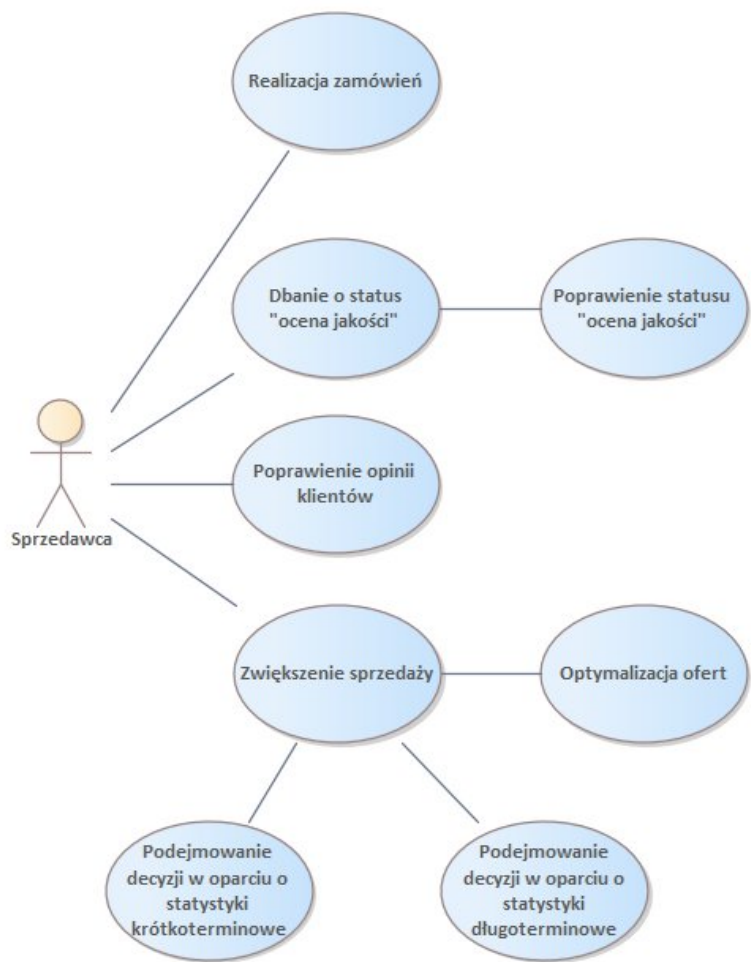 Realizacja zamówień
Dbanie o status
"ocena jakości"
Poprawienie statusu
"ocena jakości"
Poprawienie opinii
klientów
Sprzedawca
Zwiększenie sprzedaży
Optymalizacja ofert
Podejmowanie
decyzji w oparciu o
statystyki
krótkoterminowe
Podejmowanie
decyzji w oparciu o
statystyki
długoterminowe